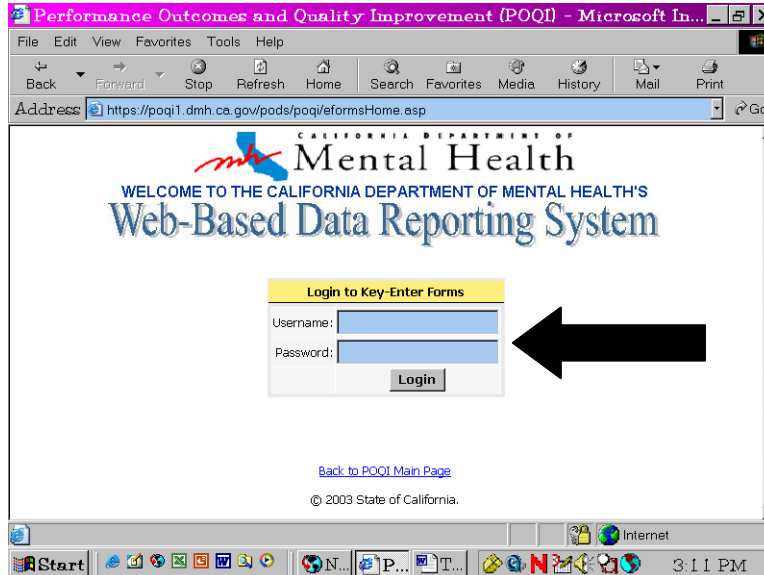 Performance Outcomes and Quality Improvement (POQI) - Microsoft In...
File Edit View Favorites Tools Help
Back Forward Stop Refresh Home Search Favorites Media History Mail Print
Address https://poqi1.dmh.ca.gov/pods/poqi/eformsHome.asp Go
CALIFORNIA DEPARTMENT OF
mh Mental Health
WELCOME TO THE CALIFORNIA DEPARTMENT OF MENTAL HEALTH'S
Web-Based Data Reporting System
Login to Key-Enter Forms
Username:
Password:
Login
Back to POQI Main Page
© 2003 State of California.
Internet
Start N... P... T... 3:11 PM